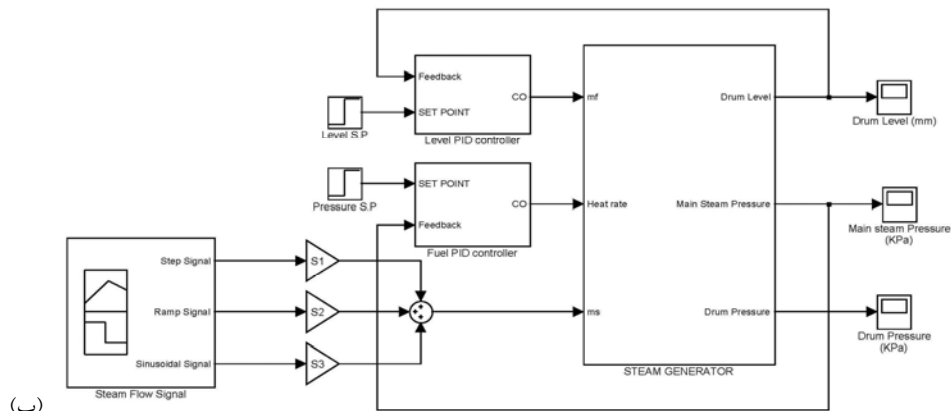 Feedback
CO
SET POINT
Level PID controller
Level S.P
SET POINT
CO
Feedback
Fuel PID controller
Pressure S.P
Step Signal
Ramp Signal
Sinusoidal Signal
Steam Flow Signal
S1
S2
S3
mf
Drum Level
Heat rate
Main Steam Pressure
ms
Drum Pressure
STEAM GENERATOR
Drum Level (mm)
Main steam Pressure
(KPa)
Drum Pressure
(KPa)
(ب)